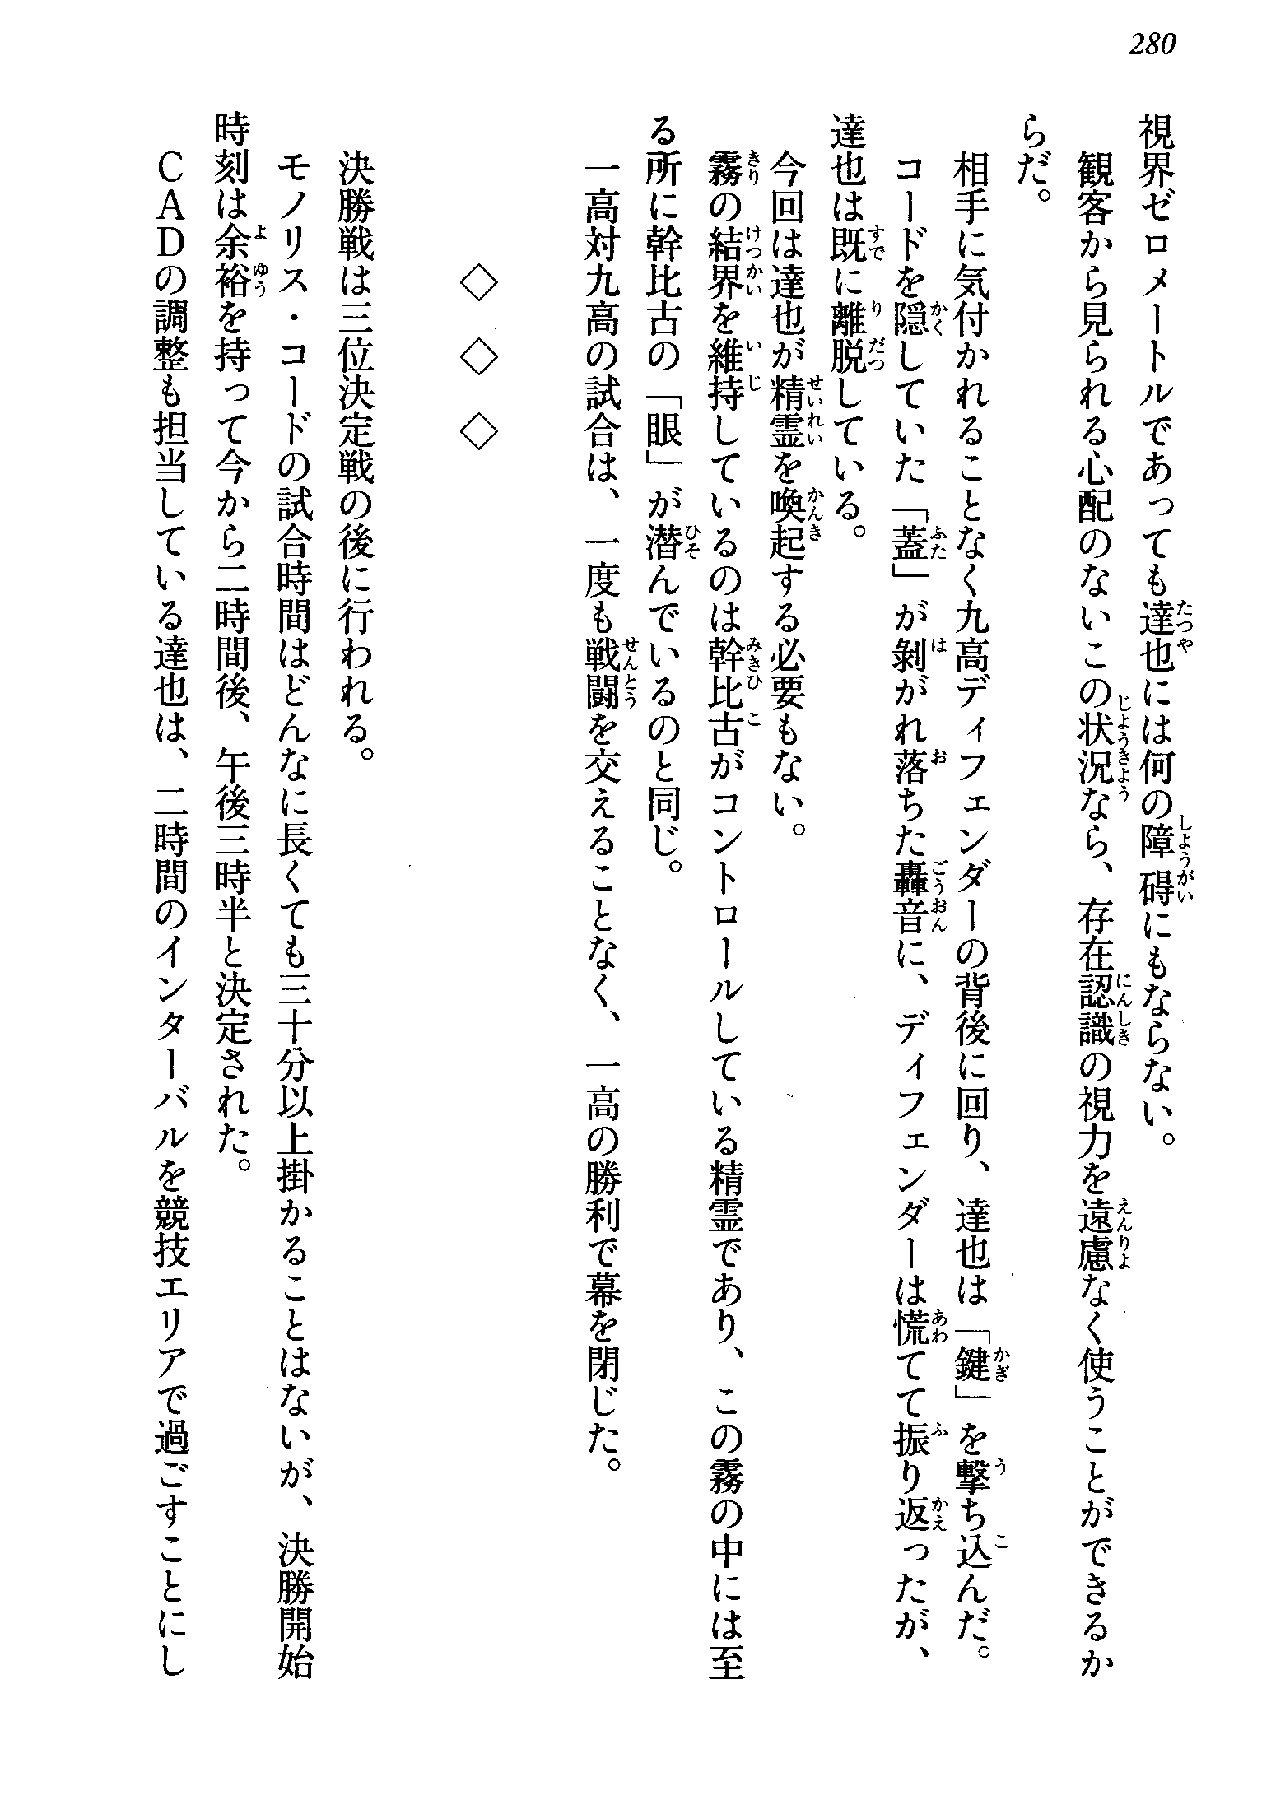 280
視界ゼロメートルであっても達也には何の障碍にもならない。
観客から見られる心配のないこの状況なら、存在認識の視力を遠慮なく使うことができるか
らだ。
相手に気付かれることなく九高ディフェンダーの背後に回り、達也は「鍵」を撃ち込んだ。
コードを隠していた「蓋」が剝がれ落ちた轟音に、ディフェンダーは慌てて振り返ったが、
達也は既に離脱している。
今回は達也が精霊を喚起する必要もない。
霧の結界を維持しているのは幹比古がコントロールしている精霊であり、この霧の中には至
る所に幹比古の「眼」が潜んでいるのと同じ。
一高対九高の試合は、一度も戦闘を交えることなく、一高の勝利で幕を閉じた。
◇ ◇ ◇
決勝戦は三位決定戦の後に行われる。
モノリス・コードの試合時間はどんなに長くても三十分以上掛かることはないが、決勝開始
時刻は余裕を持って今から二時間後、午後三時半と決定された。
ＣＡＤの調整も担当している達也は、二時間のインターバルを競技エリアで過ごすことにし